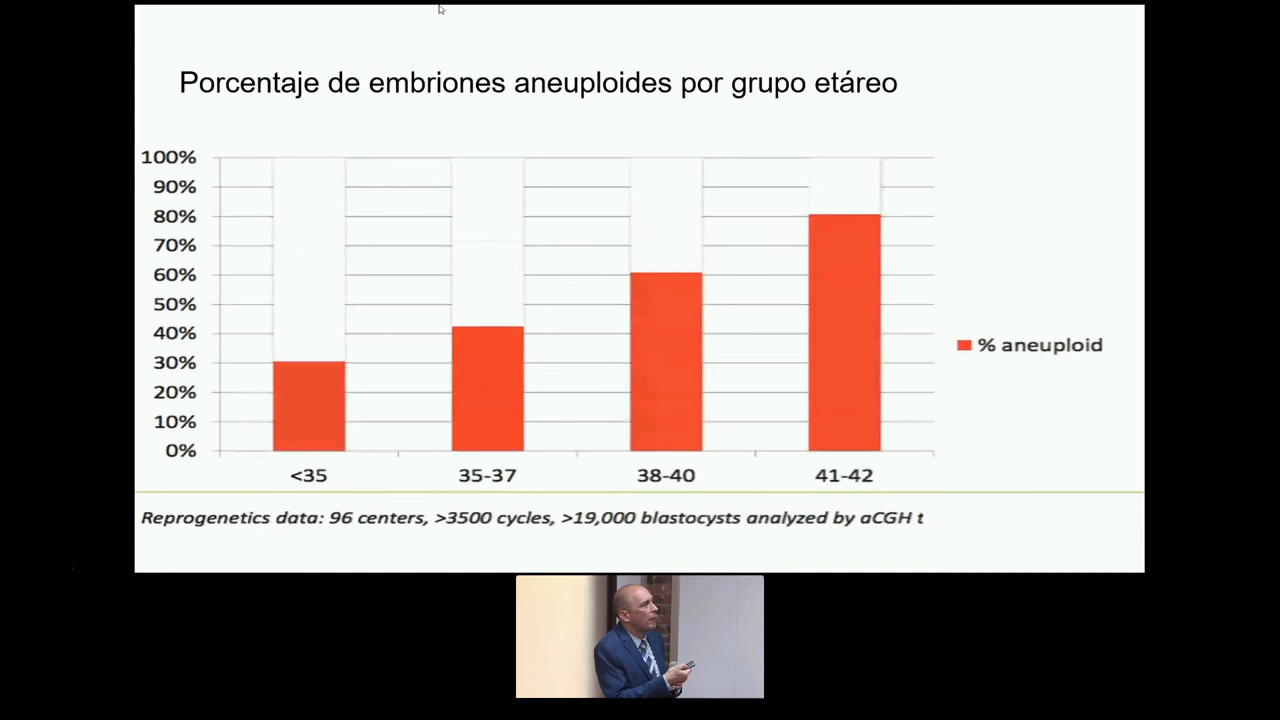 Porcentaje de embriones aneuploides por grupo etáreo
100%
90%
80%
70%
60%
50%
40%
30%
20%
10%
0%
<35 35-37 38-40 41-42
% aneuploid
Reprogenetics data: 96 centers, >3500 cycles, >19,000 blastocysts analyzed by aCGH t